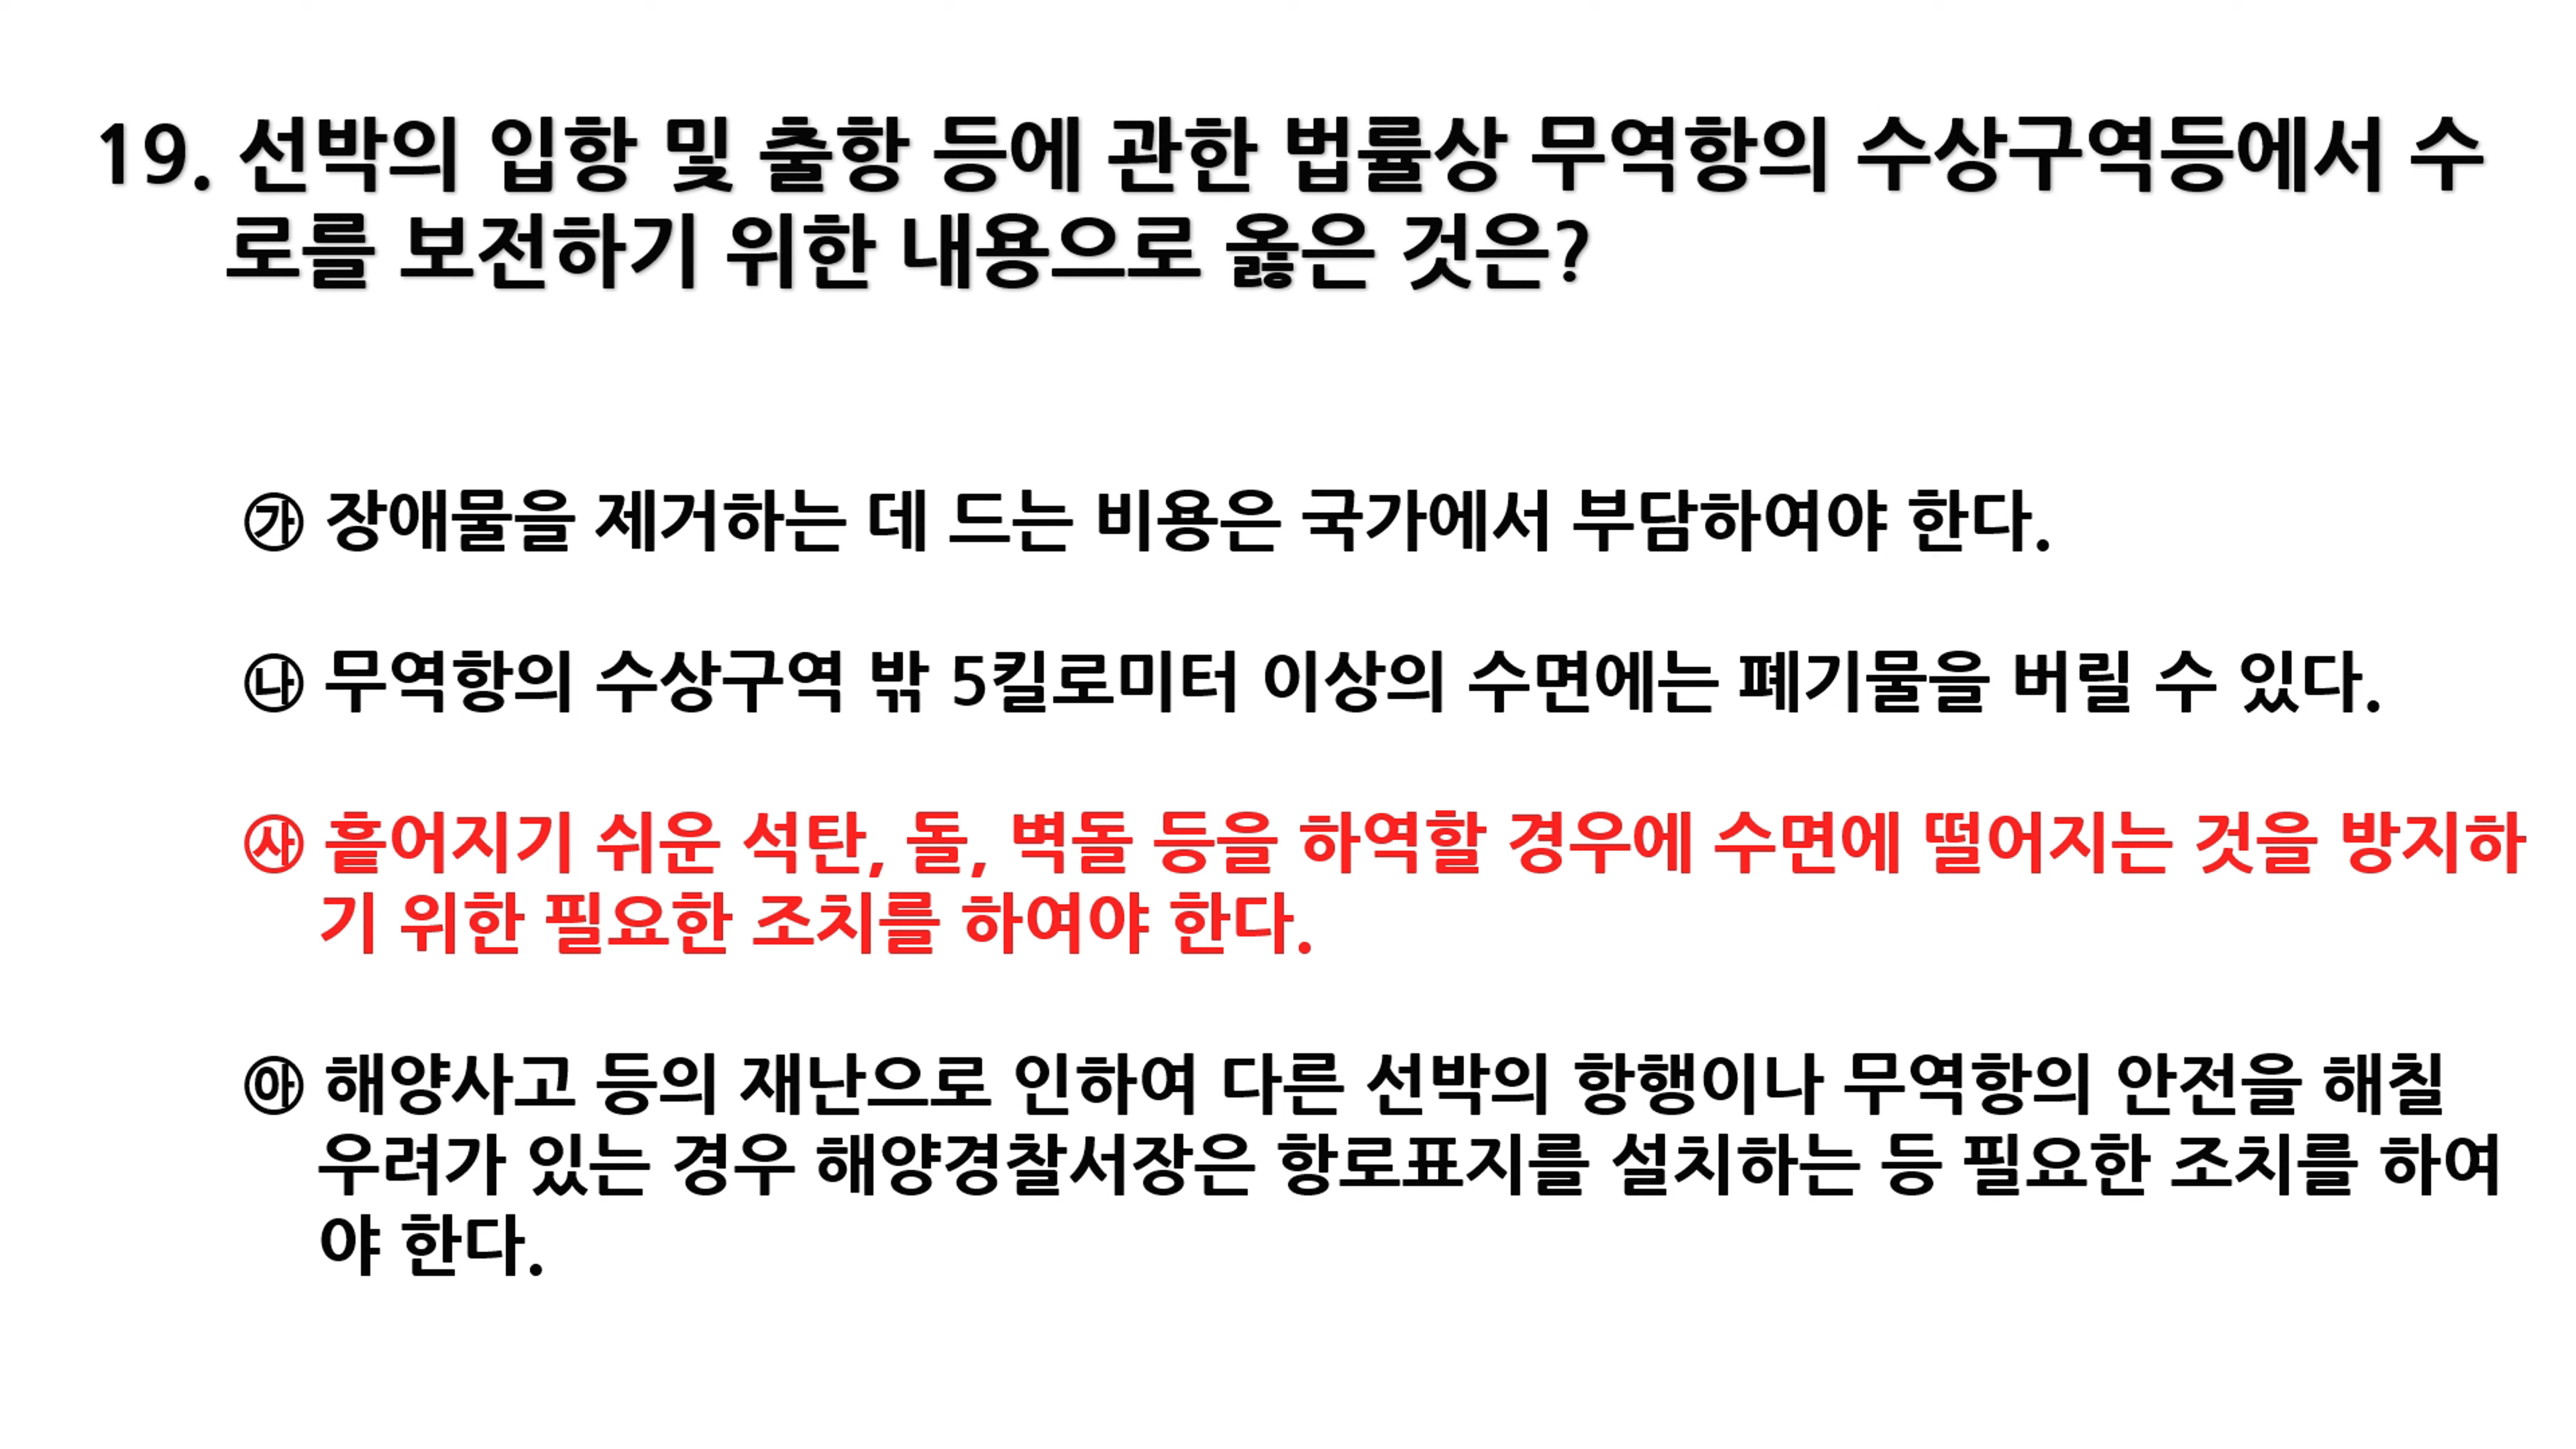 19. 선박의 입항 및 출항 등에 관한 법률상 무역항의 수상구역등에서 수
로를 보전하기 위한 내용으로 옳은 것은?
㉮ 장애물을 제거하는 데 드는 비용은 국가에서 부담하여야 한다.
㉯ 무역항의 수상구역 밖 5킬로미터 이상의 수면에는 폐기물을 버릴 수 있다.
㉴ 흩어지기 쉬운 석탄, 돌, 벽돌 등을 하역할 경우에 수면에 떨어지는 것을 방지하
기 위한 필요한 조치를 하여야 한다.
㉵ 해양사고 등의 재난으로 인하여 다른 선박의 항행이나 무역항의 안전을 해칠
우려가 있는 경우 해양경찰서장은 항로표지를 설치하는 등 필요한 조치를 하여
야 한다.